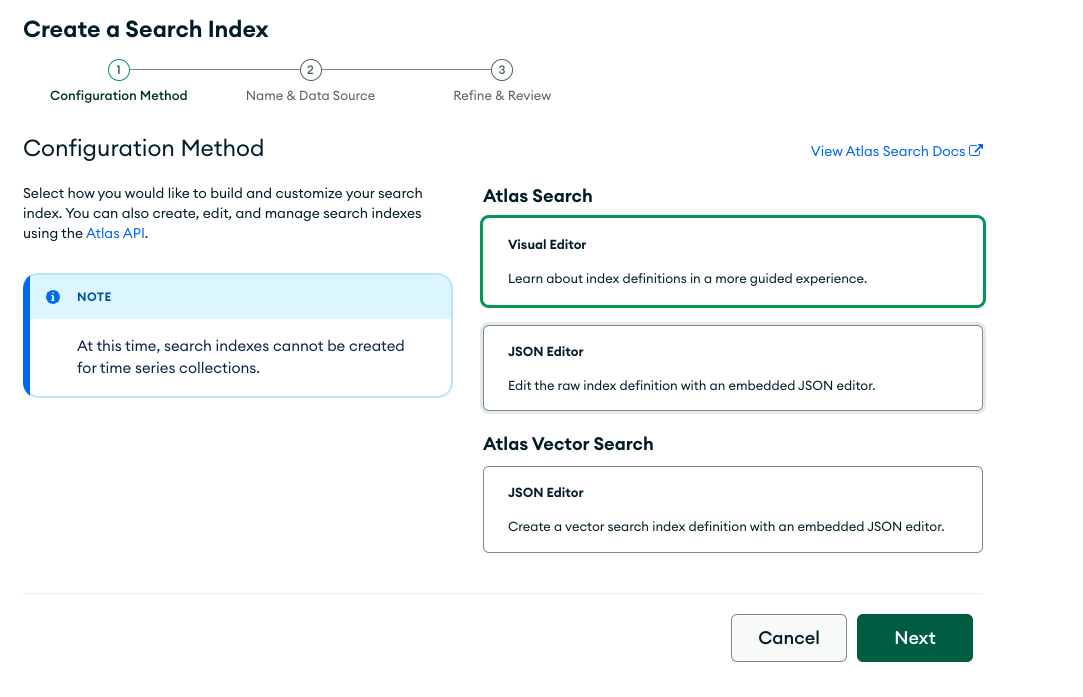 Create a Search Index
1
2
3
Configuration Method
Name & Data Source
Refine & Review
Configuration Method
View Atlas Search Docs
Select how you would like to build and customize your search
index. You can also create, edit, and manage search indexes
using the Atlas API.
NOTE
At this time, search indexes cannot be created
for time series collections.
Atlas Search
Visual Editor
Learn about index definitions in a more guided experience.
JSON Editor
Edit the raw index definition with an embedded JSON editor.
Atlas Vector Search
JSON Editor
Create a vector search index definition with an embedded JSON editor.
Cancel
Next